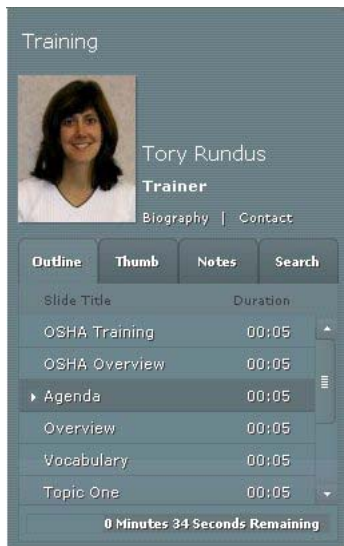 Training
Tory Rundus
Trainer
Biography | Contact
Outline Thumb Notes Search
Slide Title Duration
OSHA Training 00:05
OSHA Overview 00:05
Agenda 00:05
Overview 00:05
Vocabulary 00:05
Topic One 00:05
0 Minutes 34 Seconds Remaining